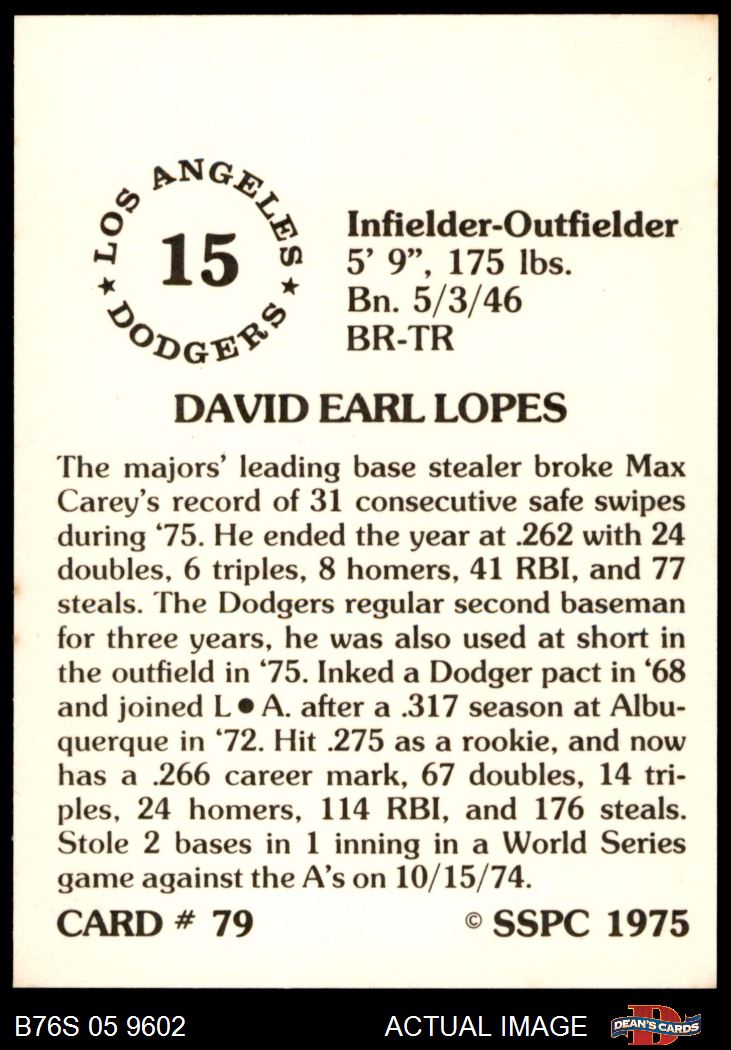 LOS ANGELES
15
★ DODGERS ★
Infielder-Outfielder
5' 9”, 175 lbs.
Bn. 5/3/46
BR-TR
DAVID EARL LOPES
The majors’ leading base stealer broke Max
Carey’s record of 31 consecutive safe swipes
during ‘75. He ended the year at .262 with 24
doubles, 6 triples, 8 homers, 41 RBI, and 77
steals. The Dodgers regular second baseman
for three years, he was also used at short in
the outfield in ‘75. Inked a Dodger pact in ‘68
and joined L●A. after a .317 season at Albu-
querque in ‘72. Hit .275 as a rookie, and now
has a .266 career mark, 67 doubles, 14 tri-
ples, 24 homers, 114 RBI, and 176 steals.
Stole 2 bases in 1 inning in a World Series
game against the A's on 10/15/74.
CARD # 79 © SSPC 1975
B76S 05 9602 ACTUAL IMAGE
D
DEAN'S CARDS